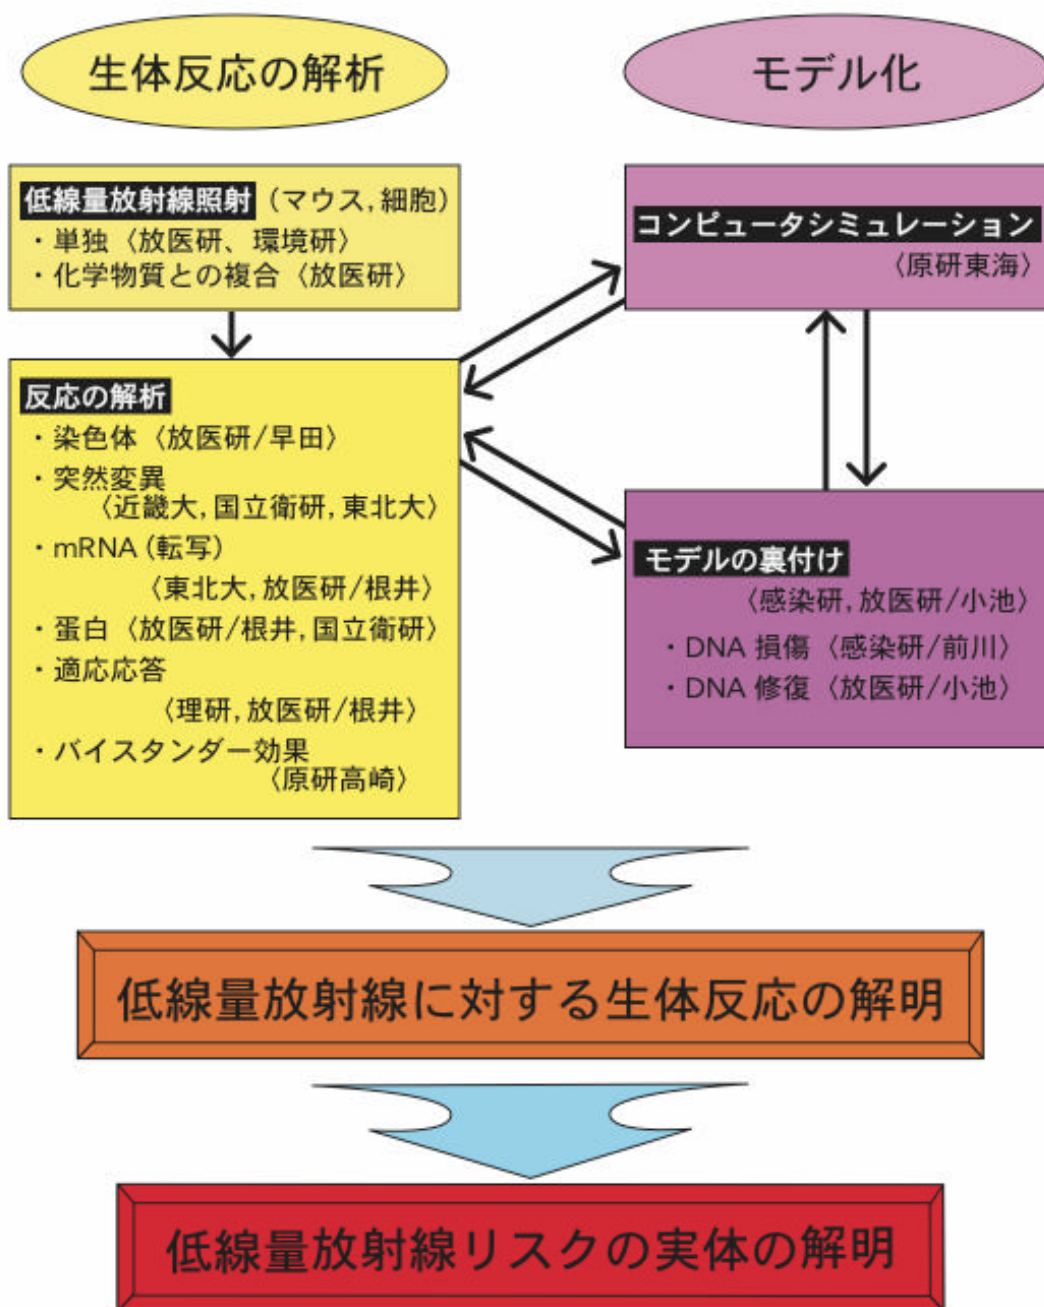 生体反応の解析
低線量放射線照射（マウス,細胞）
・単独〈放医研、環境研〉
・化学物質との複合〈放医研〉
反応の解析
・染色体〈放医研/早田〉
・突然変異
〈近畿大,国立衛研,東北大〉
・mRNA（転写）
〈東北大,放医研/根井〉
・蛋白〈放医研/根井,国立衛研〉
・適応応答
〈理研,放医研/根井〉
・バイスタンダー効果
〈原研高崎〉
モデル化
コンピュータシミュレーション
〈原研東海〉
モデルの裏付け
〈感染研,放医研/小池〉
・DNA 損傷〈感染研/前川〉
・DNA 修復〈放医研/小池〉
低線量放射線に対する生体反応の解明
低線量放射線リスクの実体の解明